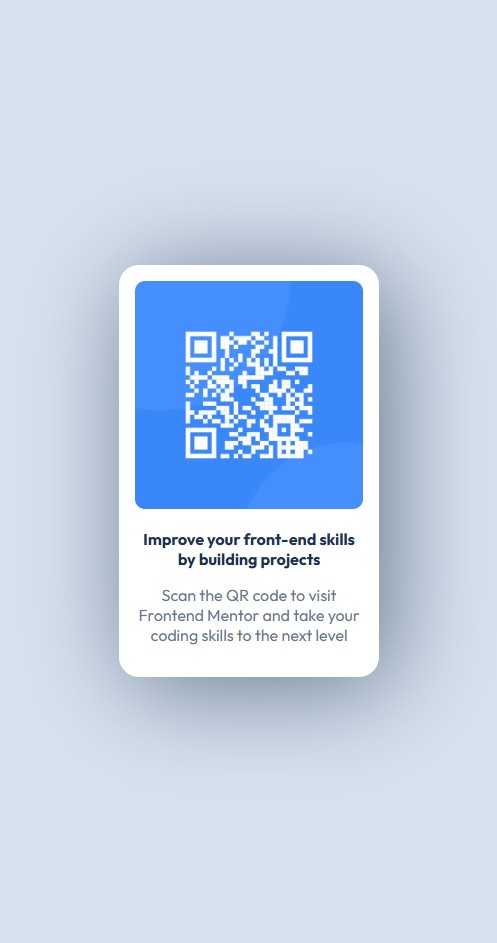 Improve your front-end skills
by building projects
Scan the QR code to visit
Frontend Mentor and take your
coding skills to the next level